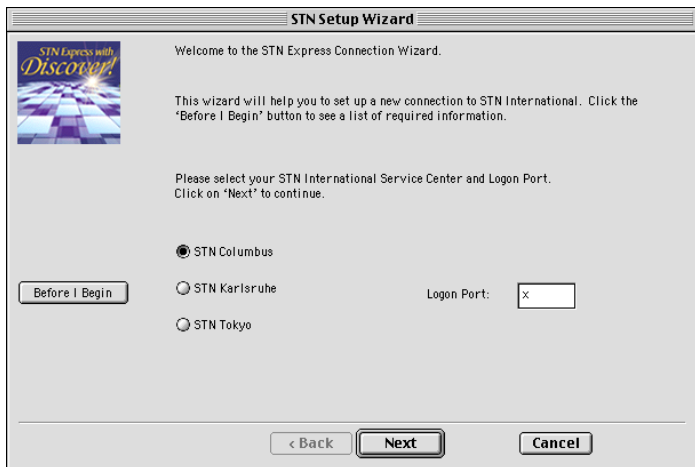 STN Setup Wizard
STN Express with
Discover!
Welcome to the STN Express Connection Wizard.
This wizard will help you to set up a new connection to STN International. Click the
'Before I Begin' button to see a list of required information.
Please select your STN International Service Center and Logon Port.
Click on 'Next' to continue.
STN Columbus
Before I Begin
STN Karlsruhe
Logon Port:
x
STN Tokyo
< Back
Next
Cancel